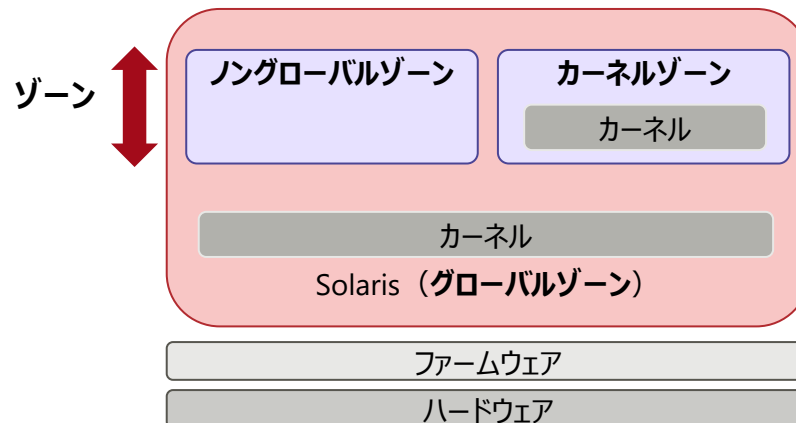 ゾーン
ノングローバルゾーン
カーネルゾーン
カーネル
カーネル
Solaris（グローバルゾーン）
ファームウェア
ハードウェア